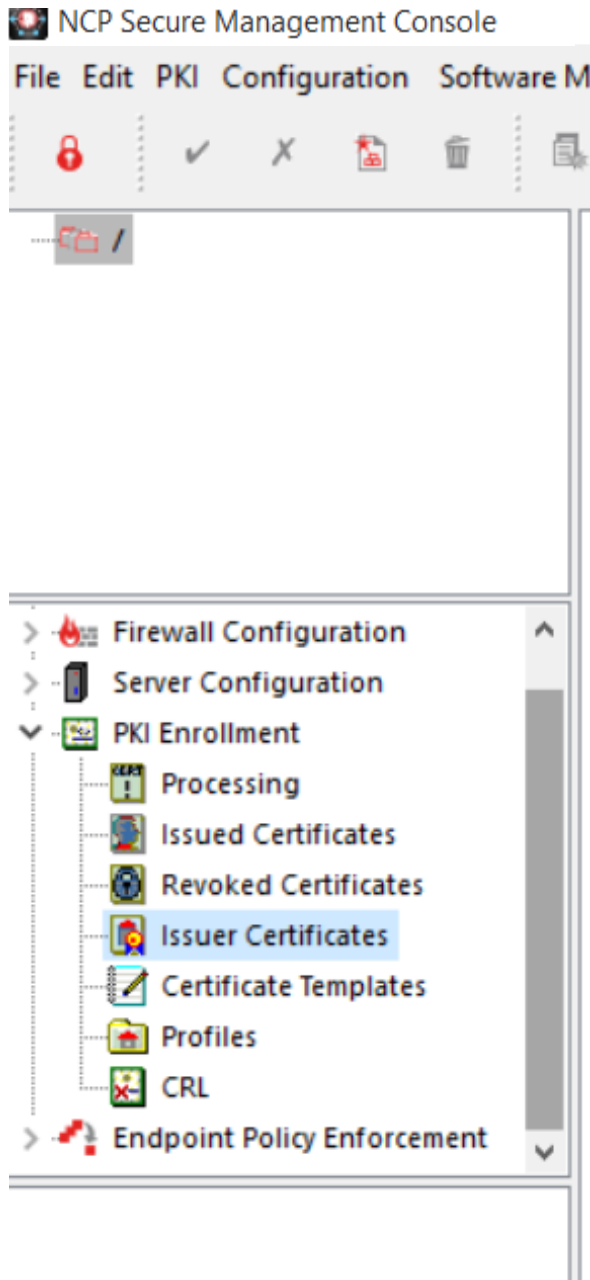 NCP Secure Management Console
File Edit PKI Configuration Software M
/
Firewall Configuration
Server Configuration
PKI Enrollment
Processing
Issued Certificates
Revoked Certificates
Issuer Certificates
Certificate Templates
Profiles
CRL
Endpoint Policy Enforcement